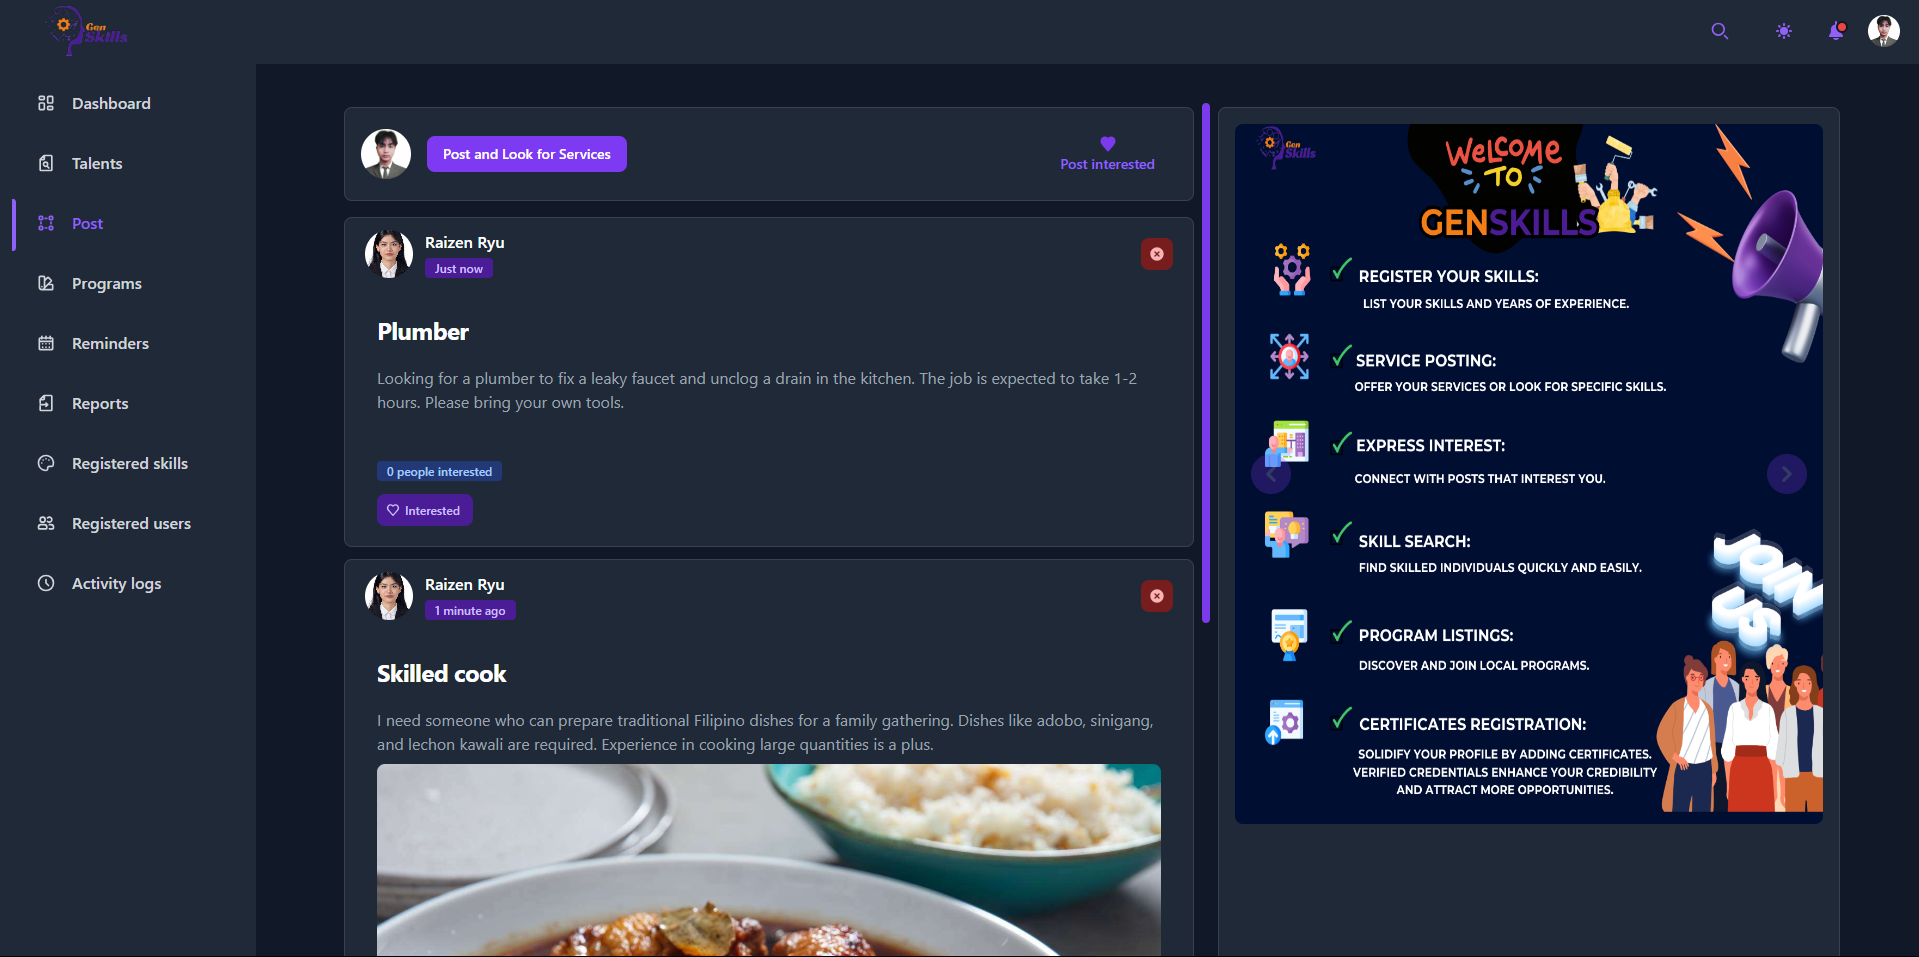 Gen
Skills
Dashboard
Talents
Post
Programs
Reminders
Reports
Registered skills
Registered users
Activity logs
Post and Look for Services
Post interested
Raizen Ryu
Just now
Plumber
Looking for a plumber to fix a leaky faucet and unclog a drain in the kitchen. The job is expected to take 1-2
hours. Please bring your own tools.
0 people interested
Interested
Raizen Ryu
1 minute ago
Skilled cook
I need someone who can prepare traditional Filipino dishes for a family gathering. Dishes like adobo, sinigang,
and lechon kawali are required. Experience in cooking large quantities is a plus.
Gen
Skills
WELCOME
TO
GENSKILLS
REGISTER YOUR SKILLS:
LIST YOUR SKILLS AND YEARS OF EXPERIENCE.
SERVICE POSTING:
OFFER YOUR SERVICES OR LOOK FOR SPECIFIC SKILLS.
EXPRESS INTEREST:
CONNECT WITH POSTS THAT INTEREST YOU.
SKILL SEARCH:
FIND SKILLED INDIVIDUALS QUICKLY AND EASILY.
PROGRAM LISTINGS:
DISCOVER AND JOIN LOCAL PROGRAMS.
CERTIFICATES REGISTRATION:
SOLIDIFY YOUR PROFILE BY ADDING CERTIFICATES.
VERIFIED CREDENTIALS ENHANCE YOUR CREDIBILITY
AND ATTRACT MORE OPPORTUNITIES.
JOIN
US